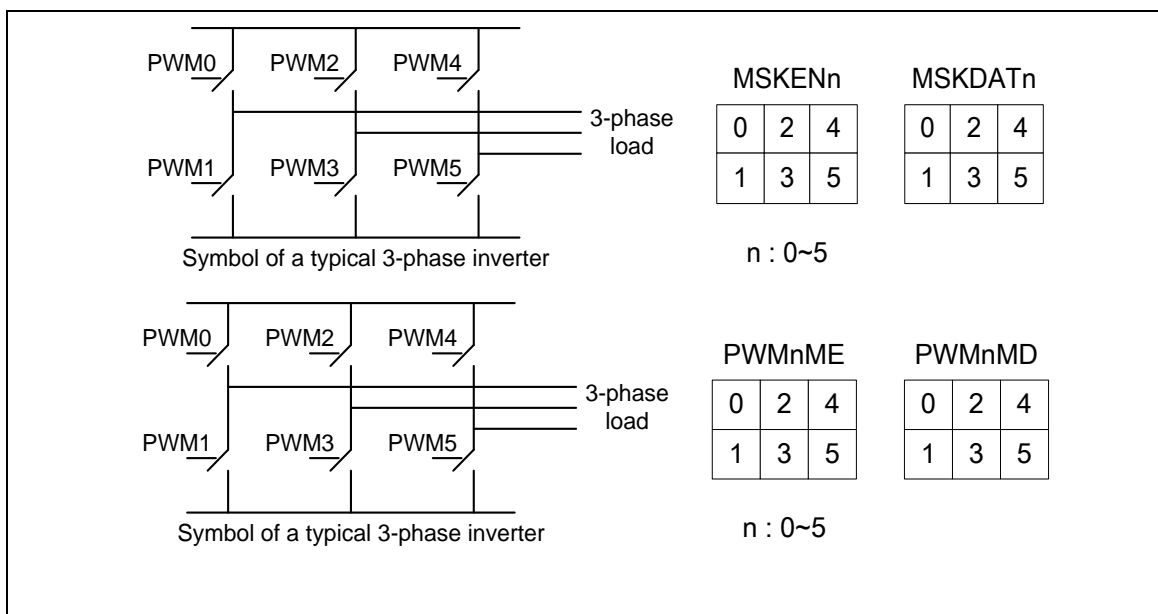 PWM0 PWM2 PWM4
MSKENn MSKDATn
0 2 4 0 2 4
3-phase
load
PWM1 PWM3 PWM5
1 3 5 1 3 5
Symbol of a typical 3-phase inverter
n : 0~5
PWM0 PWM2 PWM4
PWMnME PWMnMD
3-phase
load
0 2 4 0 2 4
PWM1 PWM3 PWM5
1 3 5 1 3 5
Symbol of a typical 3-phase inverter
n : 0~5